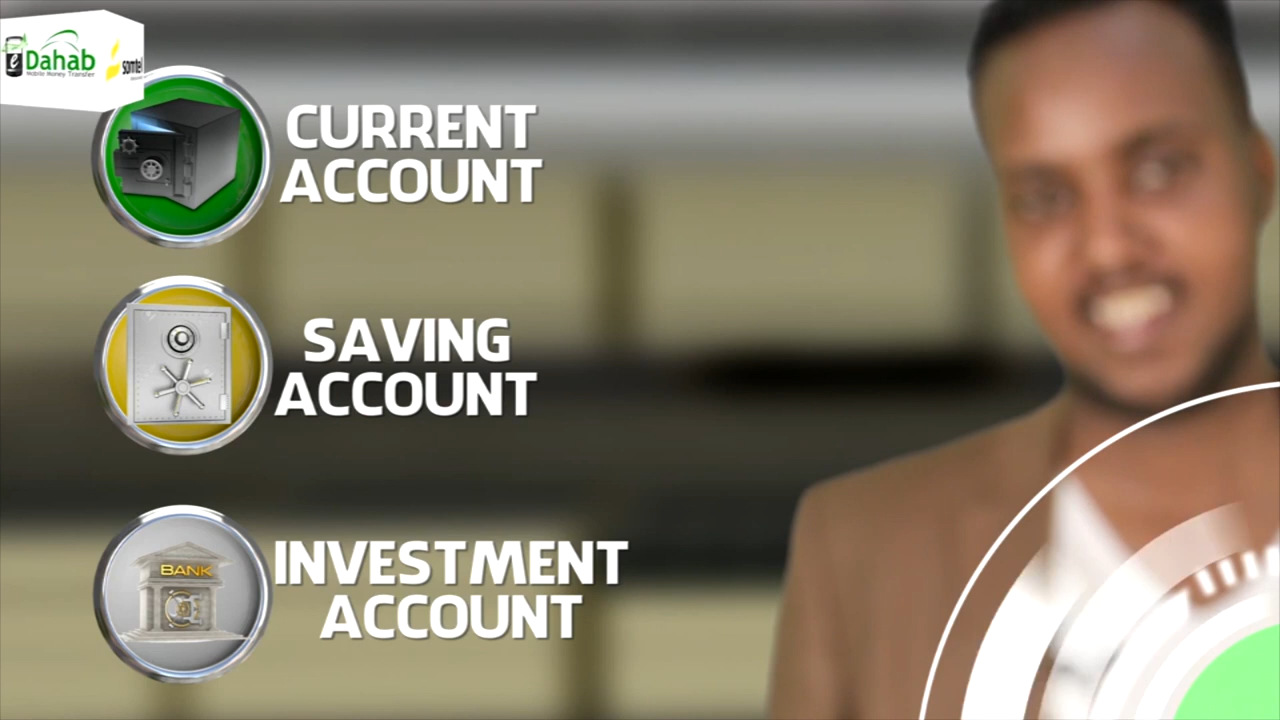 eDahab
Mobile Money Transfer
somtel
CURRENT
ACCOUNT
SAVING
ACCOUNT
BANK
INVESTMENT
ACCOUNT